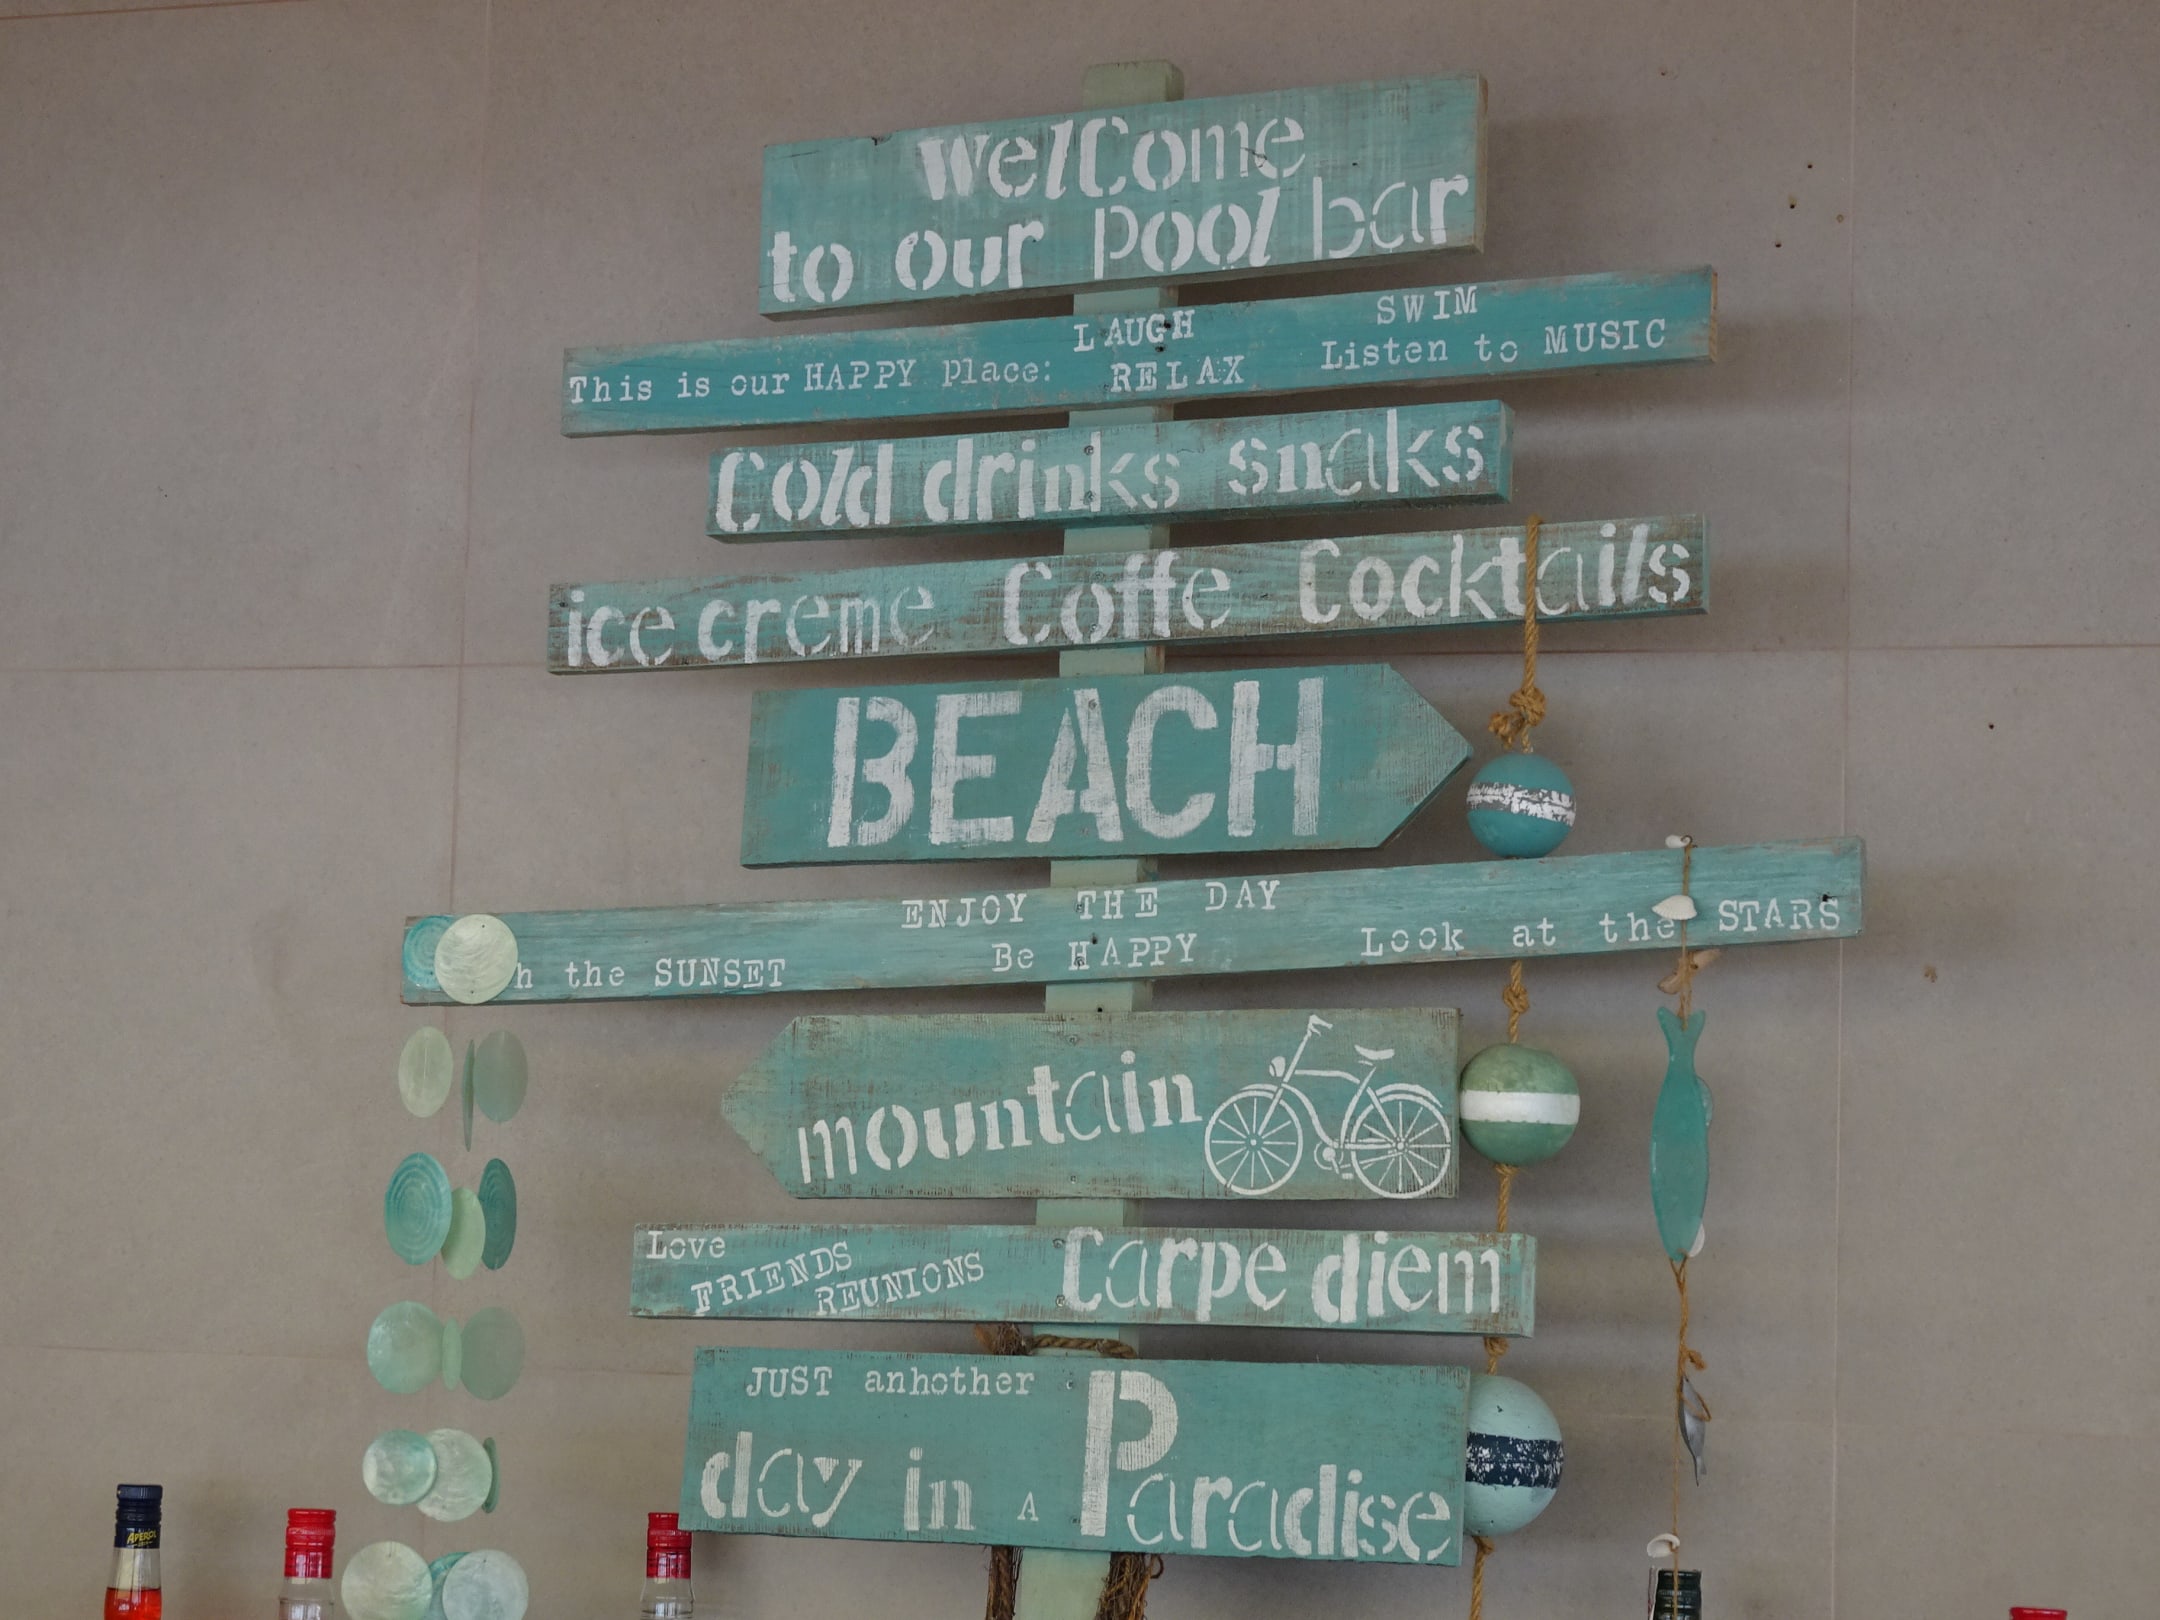 welCome
to our pool bar
LAUGH SWIM
This is our HAPPY place: RELAX Listen to MUSIC
Cold drinks snaks
ice creme Coffe Cocktails
BEACH
ENJOY THE DAY
the SUNSET Be HAPPY Look at the STARS
mountain
Love
FRIENDS
REUNIONS
Carpe diem
JUST anhother
day in A Paradise
APEROL